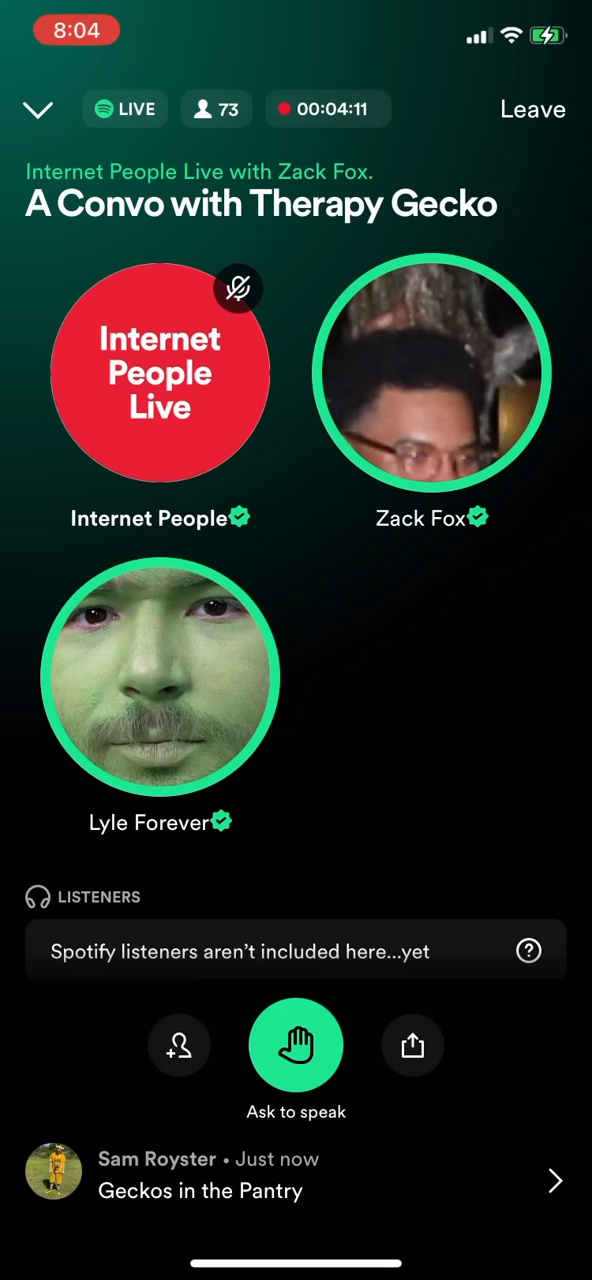 8:04
LIVE
73
00:04:11
Leave
Internet People Live with Zack Fox.
A Convo with Therapy Gecko
Internet
People
Live
Internet People
Zack Fox
Lyle Forever
LISTENERS
Spotify listeners aren’t included here...yet
Ask to speak
Sam Royster • Just now
Geckos in the Pantry